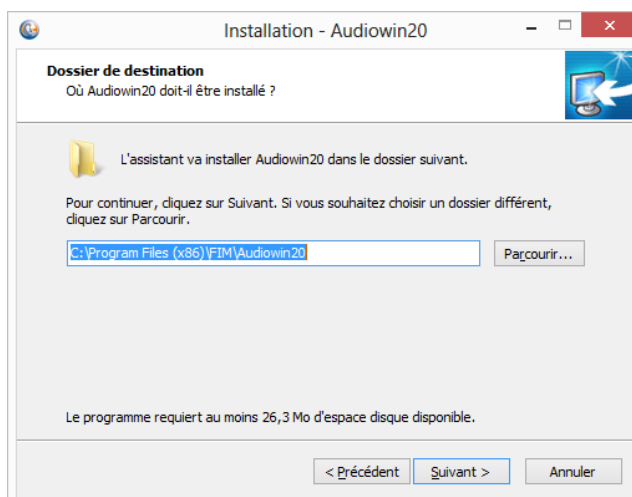 Installation - Audiowin20
Dossier de destination
Où Audiowin20 doit-il être installé ?
L'assistant va installer Audiowin20 dans le dossier suivant.
Pour continuer, cliquez sur Suivant. Si vous souhaitez choisir un dossier différent,
cliquez sur Parcourir.
C:\Program Files (x86)\FIM\Audiowin20
Parcourir...
Le programme requiert au moins 26,3 Mo d'espace disque disponible.
< Précédent
Suivant >
Annuler